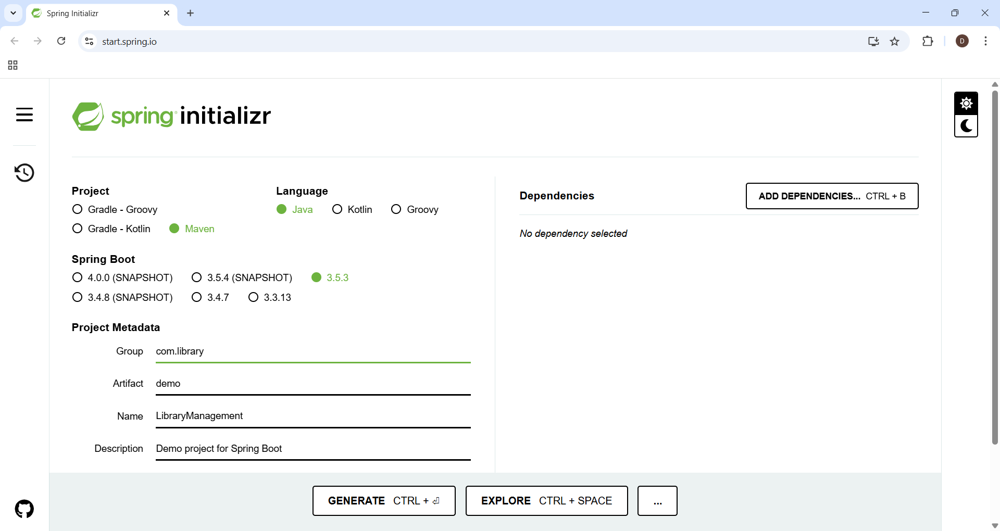 Spring Initializr
start.spring.io
D
spring initializr
Project
Gradle - Groovy
Gradle - Kotlin Maven
Language
Java Kotlin Groovy
Spring Boot
4.0.0 (SNAPSHOT) 3.5.4 (SNAPSHOT) 3.5.3
3.4.8 (SNAPSHOT) 3.4.7 3.3.13
Project Metadata
Group com.library
Artifact demo
Name LibraryManagement
Description Demo project for Spring Boot
Dependencies
ADD DEPENDENCIES... CTRL + B
No dependency selected
GENERATE CTRL + ⏎
EXPLORE CTRL + SPACE
...